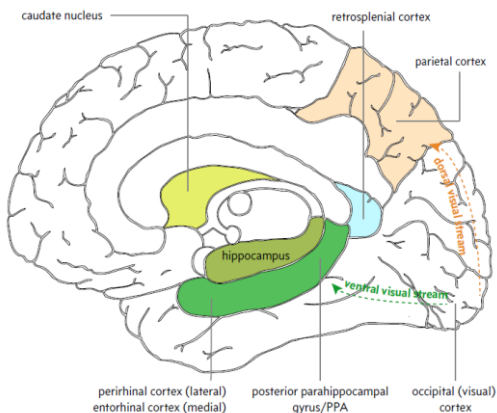 caudate nucleus
retrosplenial cortex
parietal cortex
dorsal visual stream
hippocampus
ventral visual stream
perirhinal cortex (lateral)
entorhinal cortex (medial)
posterior parahippocampal
gyrus/PPA
occipital (visual)
cortex